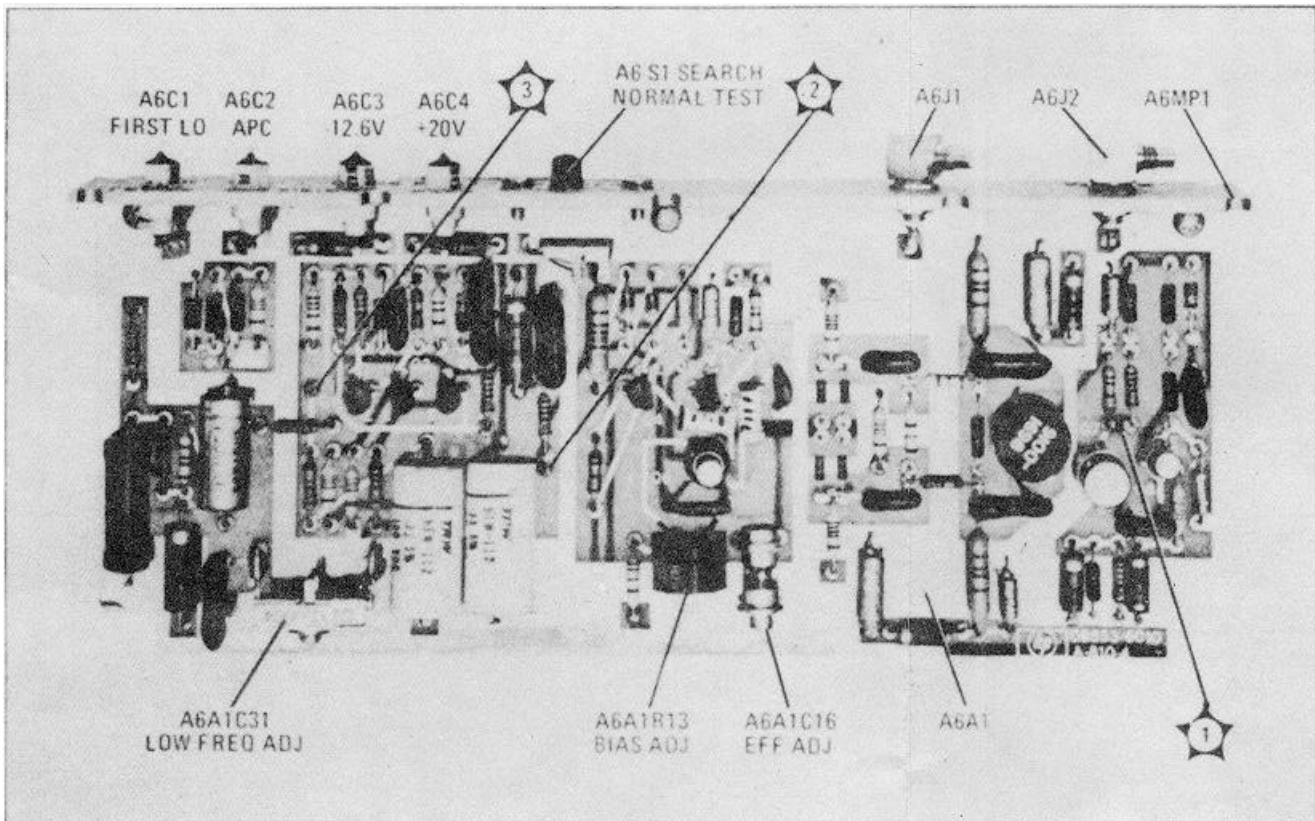 A6C1
FIRST LO
A6C2
APC
A6C3
-12.6V
A6C4
+20V
3
A6 S1 SEARCH
NORMAL TEST
2
A6J1
A6J2
A6MP1
A6A1C31
LOW FREQ ADJ
A6A1R13
BIAS ADJ
A6A1C16
EFF ADJ
A6A1
1
hp